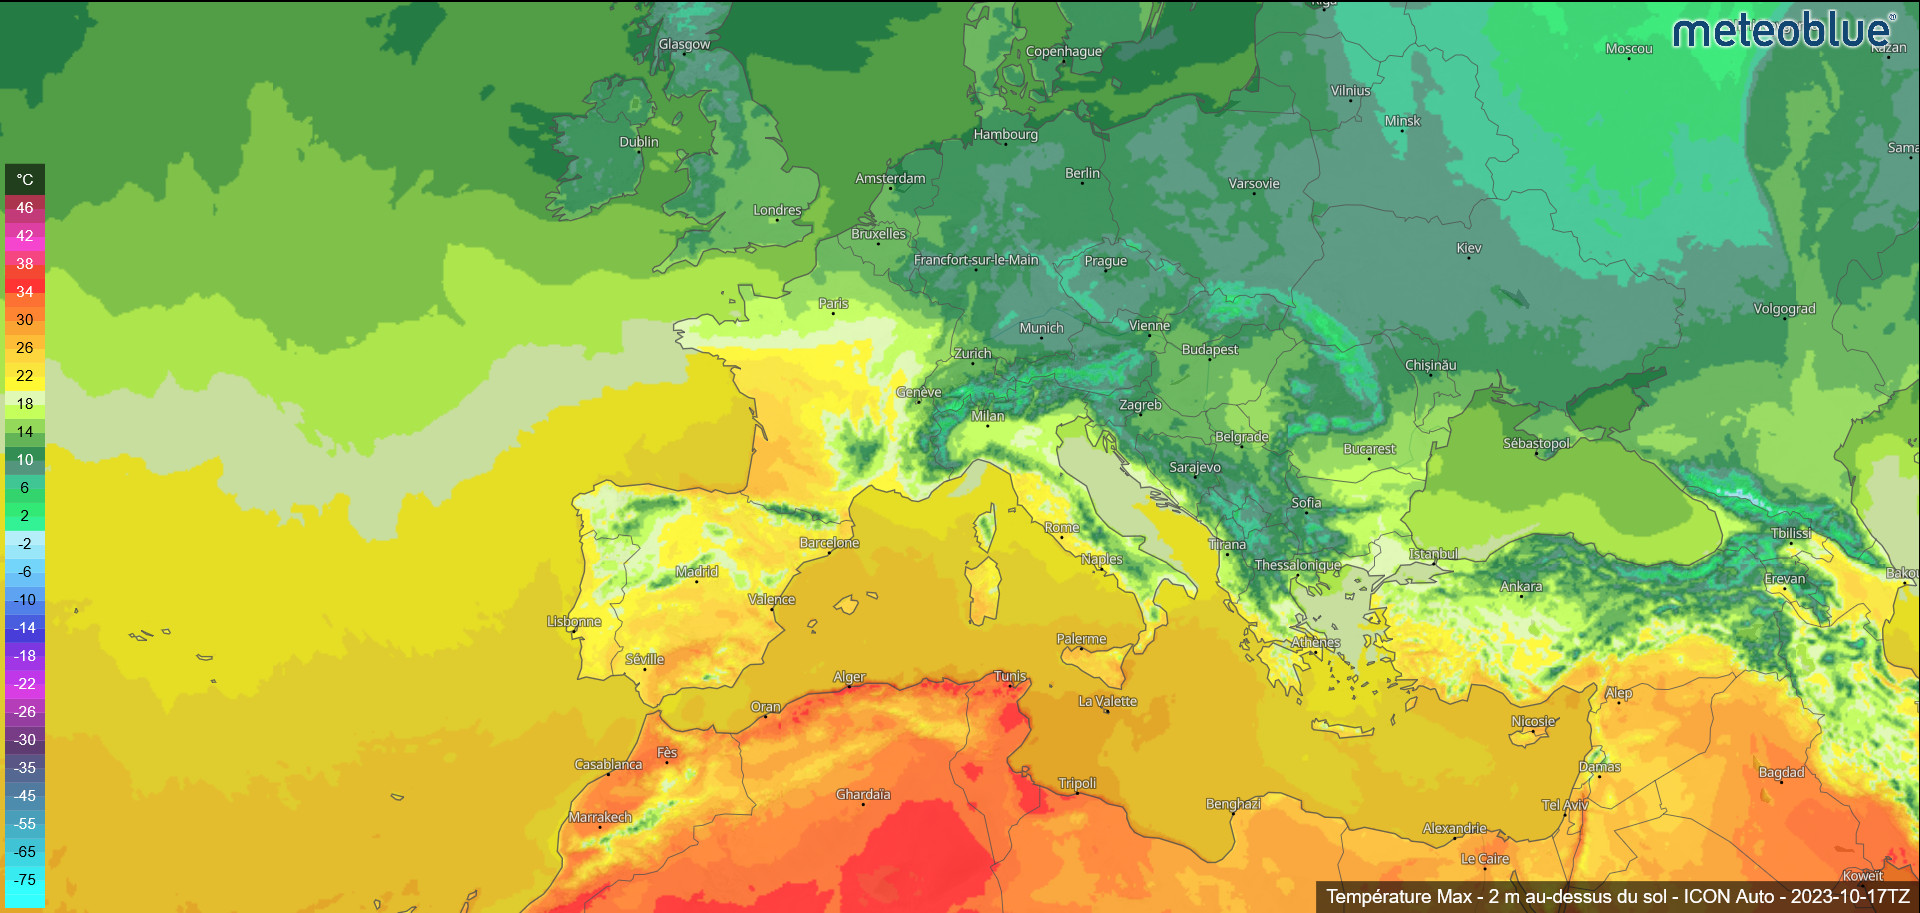 Riga
meteoblue®
Glasgow
Copenhague
Moscou
Kazan
Vilnius
Minsk
Hambourg
Dublin
Sama
°C
Amsterdam
Berlin
Varsovie
46
Londres
42
Bruxelles
Kiev
38
Francfort-sur-le-Main
Prague
34
Paris
Volgograd
30
Munich
Vienne
26
Zurich
Budapest
Chișinău
22
Genève
18
Milan
Zagreb
14
Belgrade
Sébastopol
10
Sarajevo
Bucarest
6
Sofia
2
Rome
Tbilissi
-2
Barcelone
Tirana
Istanbul
-6
Madrid
Naples
Thessalonique
Ankara
Erevan
Bakou
-10
Valence
-14
Lisbonne
Palerme
Athènes
-18
Séville
-22
Alger
Tunis
Alep
-26
Oran
La Valette
Nicosie
-30
Fès
-35
Casablanca
Tripoli
Damas
Bagdad
-45
Ghardaïa
Benghazi
Tel Aviv
-55
Marrakech
Alexandrie
-65
Le Caire
-75
Koweït
Température Max - 2 m au-dessus du sol - ICON Auto - 2023-10-17TZ